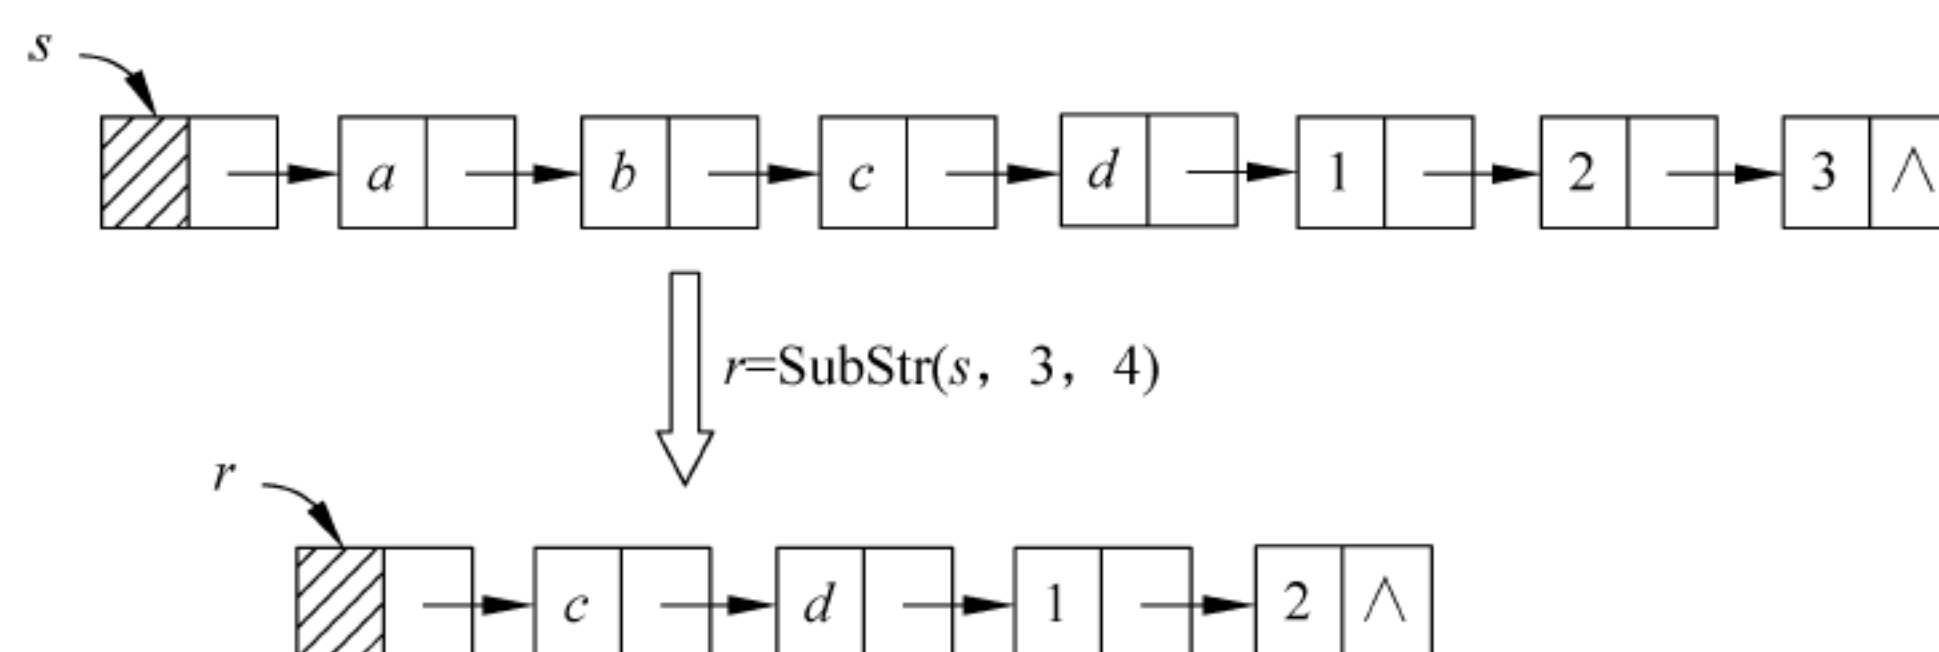 s
a b c d 1 2 3 ∧
r=SubStr(s，3，4)
r
c d 1 2 ∧